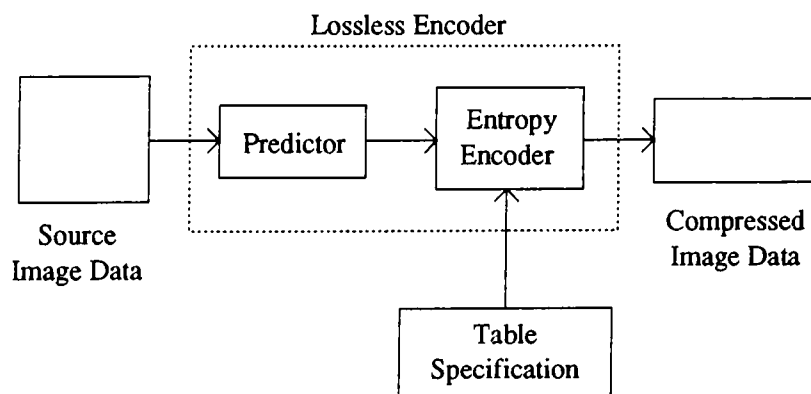 Lossless Encoder
Predictor
Entropy
Encoder
Source
Image Data
Compressed
Image Data
Table
Specification